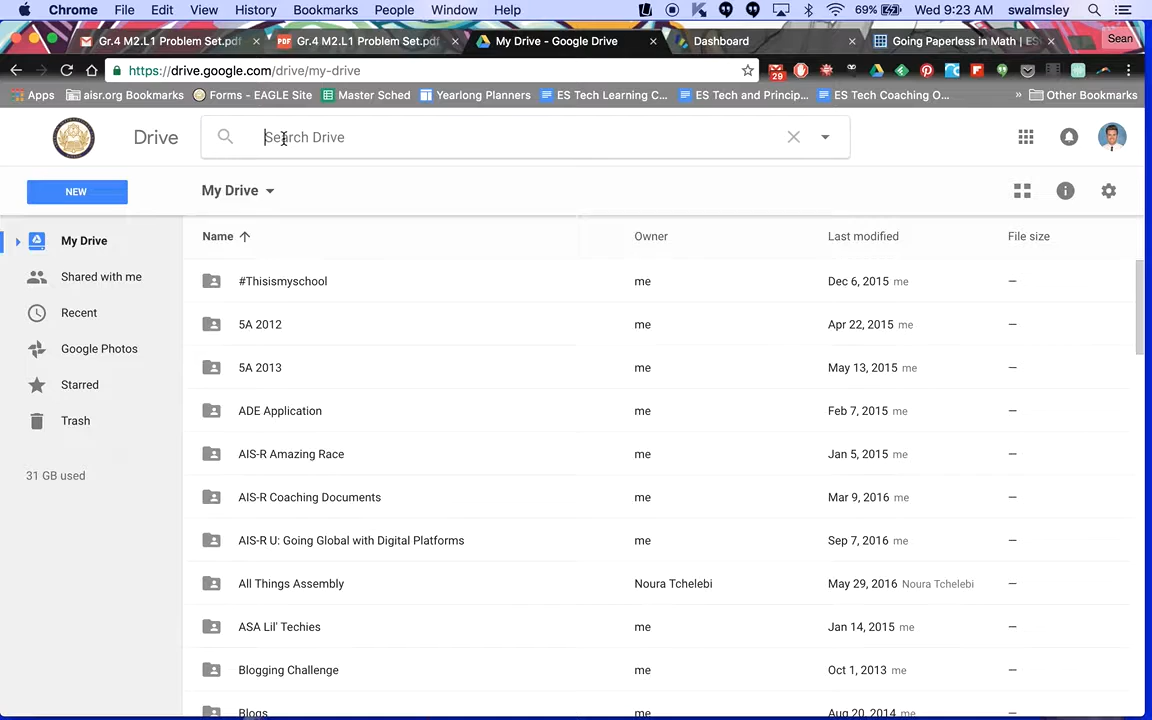 Chrome File Edit View History Bookmarks People Window Help 69% Wed 9:23 AM swalmsley
Gr.4 M2.L1 Problem Set.pdf × PDF Gr.4 M2.L1 Problem Set.pdf × My Drive - Google Drive × Dashboard × Going Paperless in Math | ES × Sean
https://drive.google.com/drive/my-drive 29
Apps aisr.org Bookmarks Forms - EAGLE Site Master Sched Yearlong Planners ES Tech Learning C... ES Tech and Princip... ES Tech Coaching O... » Other Bookmarks
Drive Search Drive
NEW My Drive
My Drive
Shared with me
Recent
Google Photos
Starred
Trash
31 GB used
Name Owner Last modified File size
#Thisismyschool me Dec 6, 2015 me —
5A 2012 me Apr 22, 2015 me —
5A 2013 me May 13, 2015 me —
ADE Application me Feb 7, 2015 me —
AIS-R Amazing Race me Jan 5, 2015 me —
AIS-R Coaching Documents me Mar 9, 2016 me —
AIS-R U: Going Global with Digital Platforms me Sep 7, 2016 me —
All Things Assembly Noura Tchelebi May 29, 2016 Noura Tchelebi —
ASA Lil' Techies me Jan 14, 2015 me —
Blogging Challenge me Oct 1, 2013 me —
Blogs me Aug 20, 2014 me —